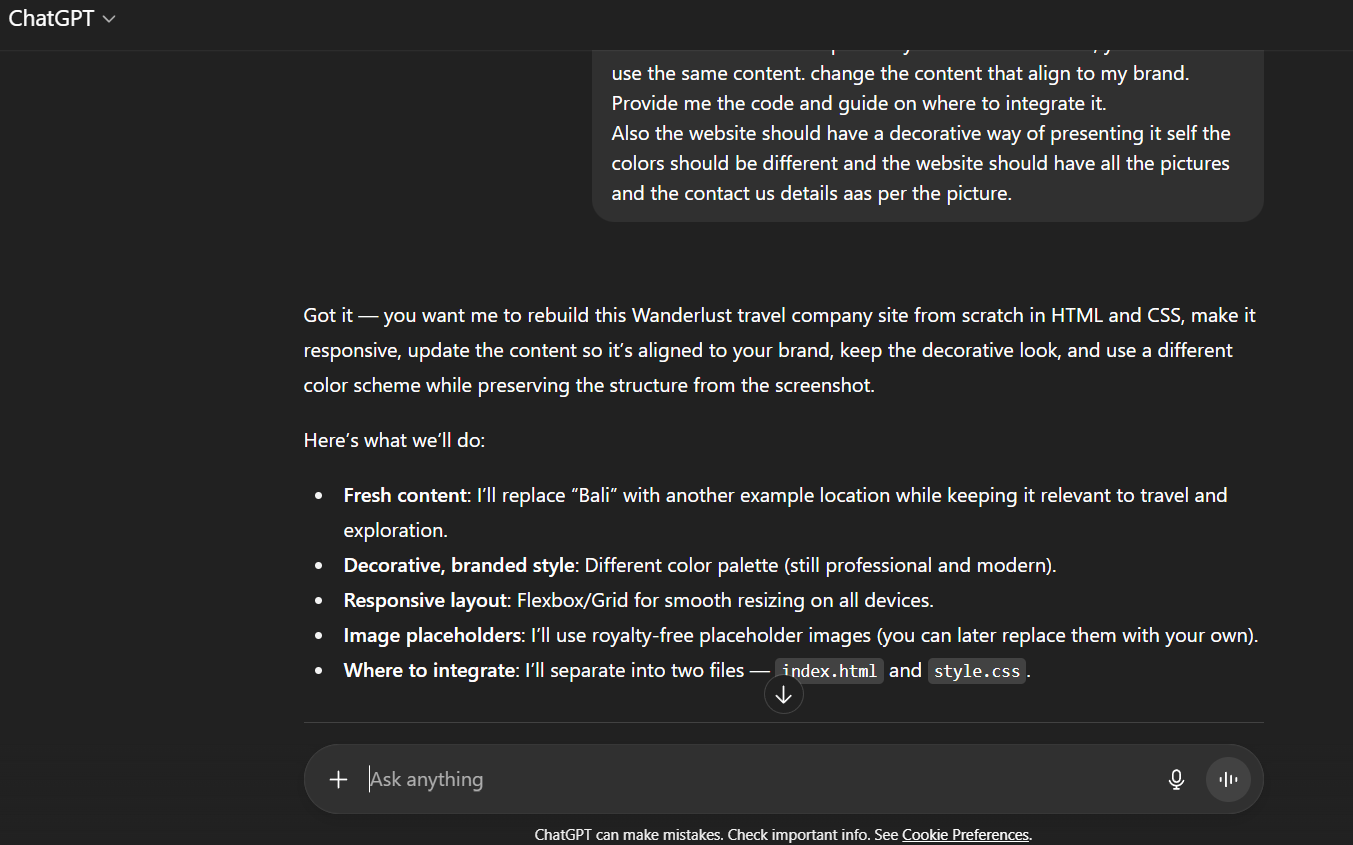 ChatGPT
use the same content. change the content that align to my brand.
Provide me the code and guide on where to integrate it.
Also the website should have a decorative way of presenting it self the
colors should be different and the website should have all the pictures
and the contact us details aas per the picture.
Got it — you want me to rebuild this Wanderlust travel company site from scratch in HTML and CSS, make it
responsive, update the content so it’s aligned to your brand, keep the decorative look, and use a different
color scheme while preserving the structure from the screenshot.
Here’s what we’ll do:
• Fresh content: I’ll replace “Bali” with another example location while keeping it relevant to travel and
exploration.
• Decorative, branded style: Different color palette (still professional and modern).
• Responsive layout: Flexbox/Grid for smooth resizing on all devices.
• Image placeholders: I’ll use royalty-free placeholder images (you can later replace them with your own).
• Where to integrate: I’ll separate into two files — index.html and style.css.
Ask anything
ChatGPT can make mistakes. Check important info. See Cookie Preferences.